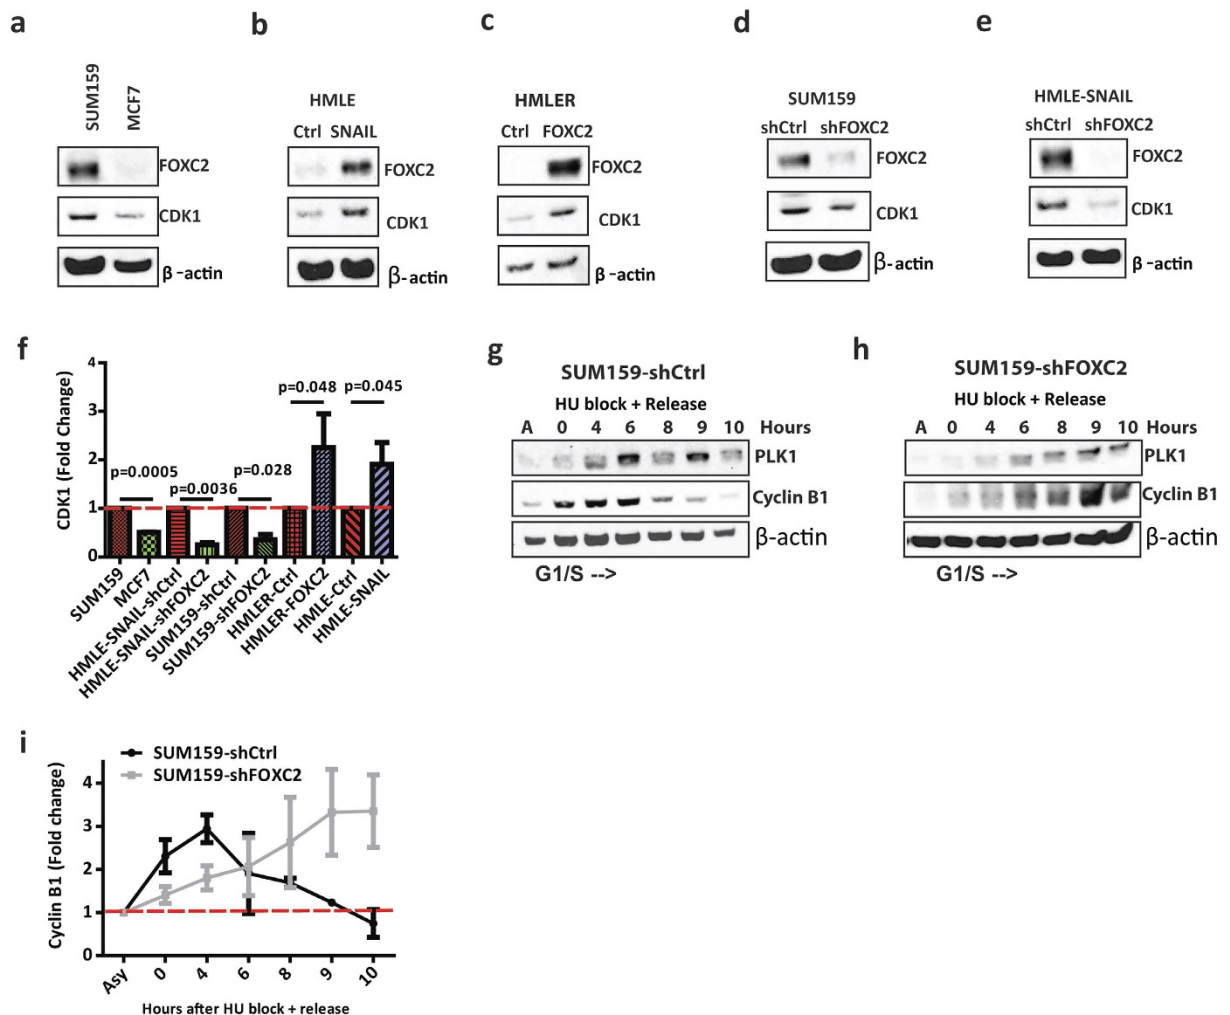 a
SUM159
MCF7
FOXC2
CDK1
β-actin
b
HMLE
Ctrl SNAIL
FOXC2
CDK1
β-actin
c
HMLER
Ctrl FOXC2
FOXC2
CDK1
β-actin
d
SUM159
shCtrl shFOXC2
FOXC2
CDK1
β-actin
e
HMLE-SNAIL
shCtrl shFOXC2
FOXC2
CDK1
β-actin
f
CDK1 (Fold Change)
4
3
2
1
0
p=0.0005
p=0.0036
p=0.028
p=0.048
p=0.045
SUM159
MCF7
HMLE-SNAIL-shCtrl
HMLE-SNAIL-shFOXC2
SUM159-shCtrl
SUM159-shFOXC2
HMLER-Ctrl
HMLER-FOXC2
HMLE-Ctrl
HMLE-SNAIL
g
SUM159-shCtrl
HU block + Release
A 0 4 6 8 9 10 Hours
PLK1
Cyclin B1
β-actin
G1/S -->
h
SUM159-shFOXC2
HU block + Release
A 0 4 6 8 9 10 Hours
PLK1
Cyclin B1
β-actin
G1/S -->
i
SUM159-shCtrl
SUM159-shFOXC2
Cyclin B1 (Fold change)
4
3
2
1
0
Asy 0 4 6 8 9 10
Hours after HU block + release